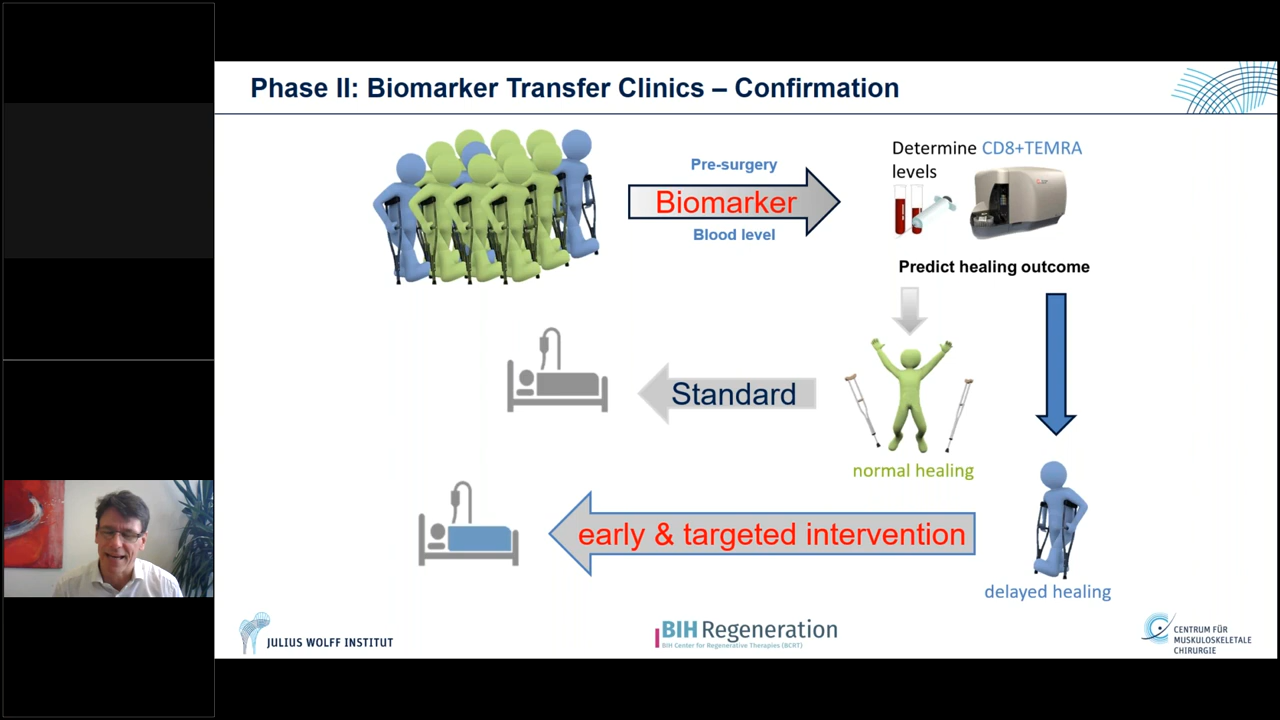 Phase II: Biomarker Transfer Clinics – Confirmation
Pre-surgery
Biomarker
Blood level
Determine CD8+TEMRA
levels
Predict healing outcome
Standard
normal healing
early & targeted intervention
delayed healing
JULIUS WOLFF INSTITUT
BIH Regeneration
BIH Center for Regenerative Therapies (BCRT)
CENTRUM FÜR
MUSKULOSKELETALE
CHIRURGIE